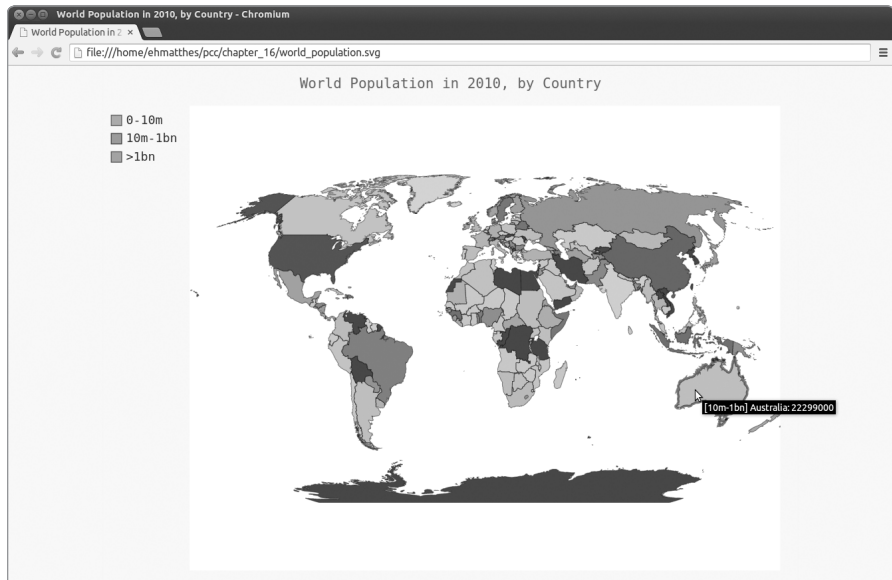 World Population in 2010, by Country - Chromium
World Population in 2
file:///home/ehmatthes/pcc/chapter_16/world_population.svg
World Population in 2010, by Country
0-10m
10m-1bn
>1bn
[10m-1bn] Australia: 22299000